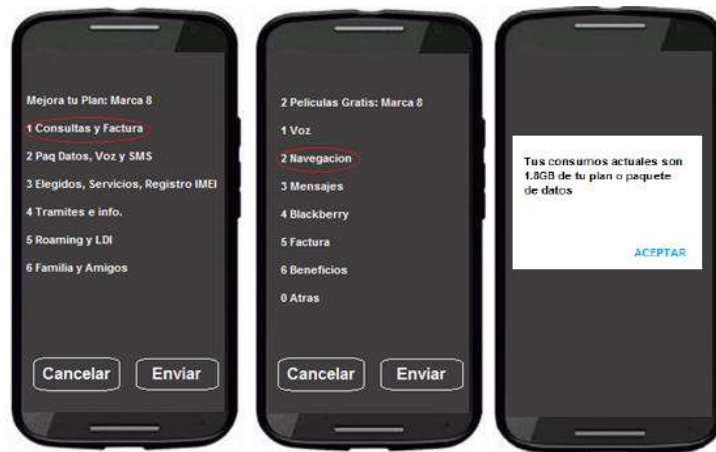 Mejora tu Plan: Marca 8
1 Consultas y Factura
2 Paq Datos, Voz y SMS
3 Elegidos, Servicios, Registro IMEI
4 Tramites e info.
5 Roaming y LDI
6 Familia y Amigos
Cancelar
Enviar
2 Peliculas Gratis: Marca 8
1 Voz
2 Navegacion
3 Mensajes
4 Blackberry
5 Factura
6 Beneficios
0 Atras
Cancelar
Enviar
Tus consumos actuales son
1.8GB de tu plan o paquete
de datos
ACEPTAR